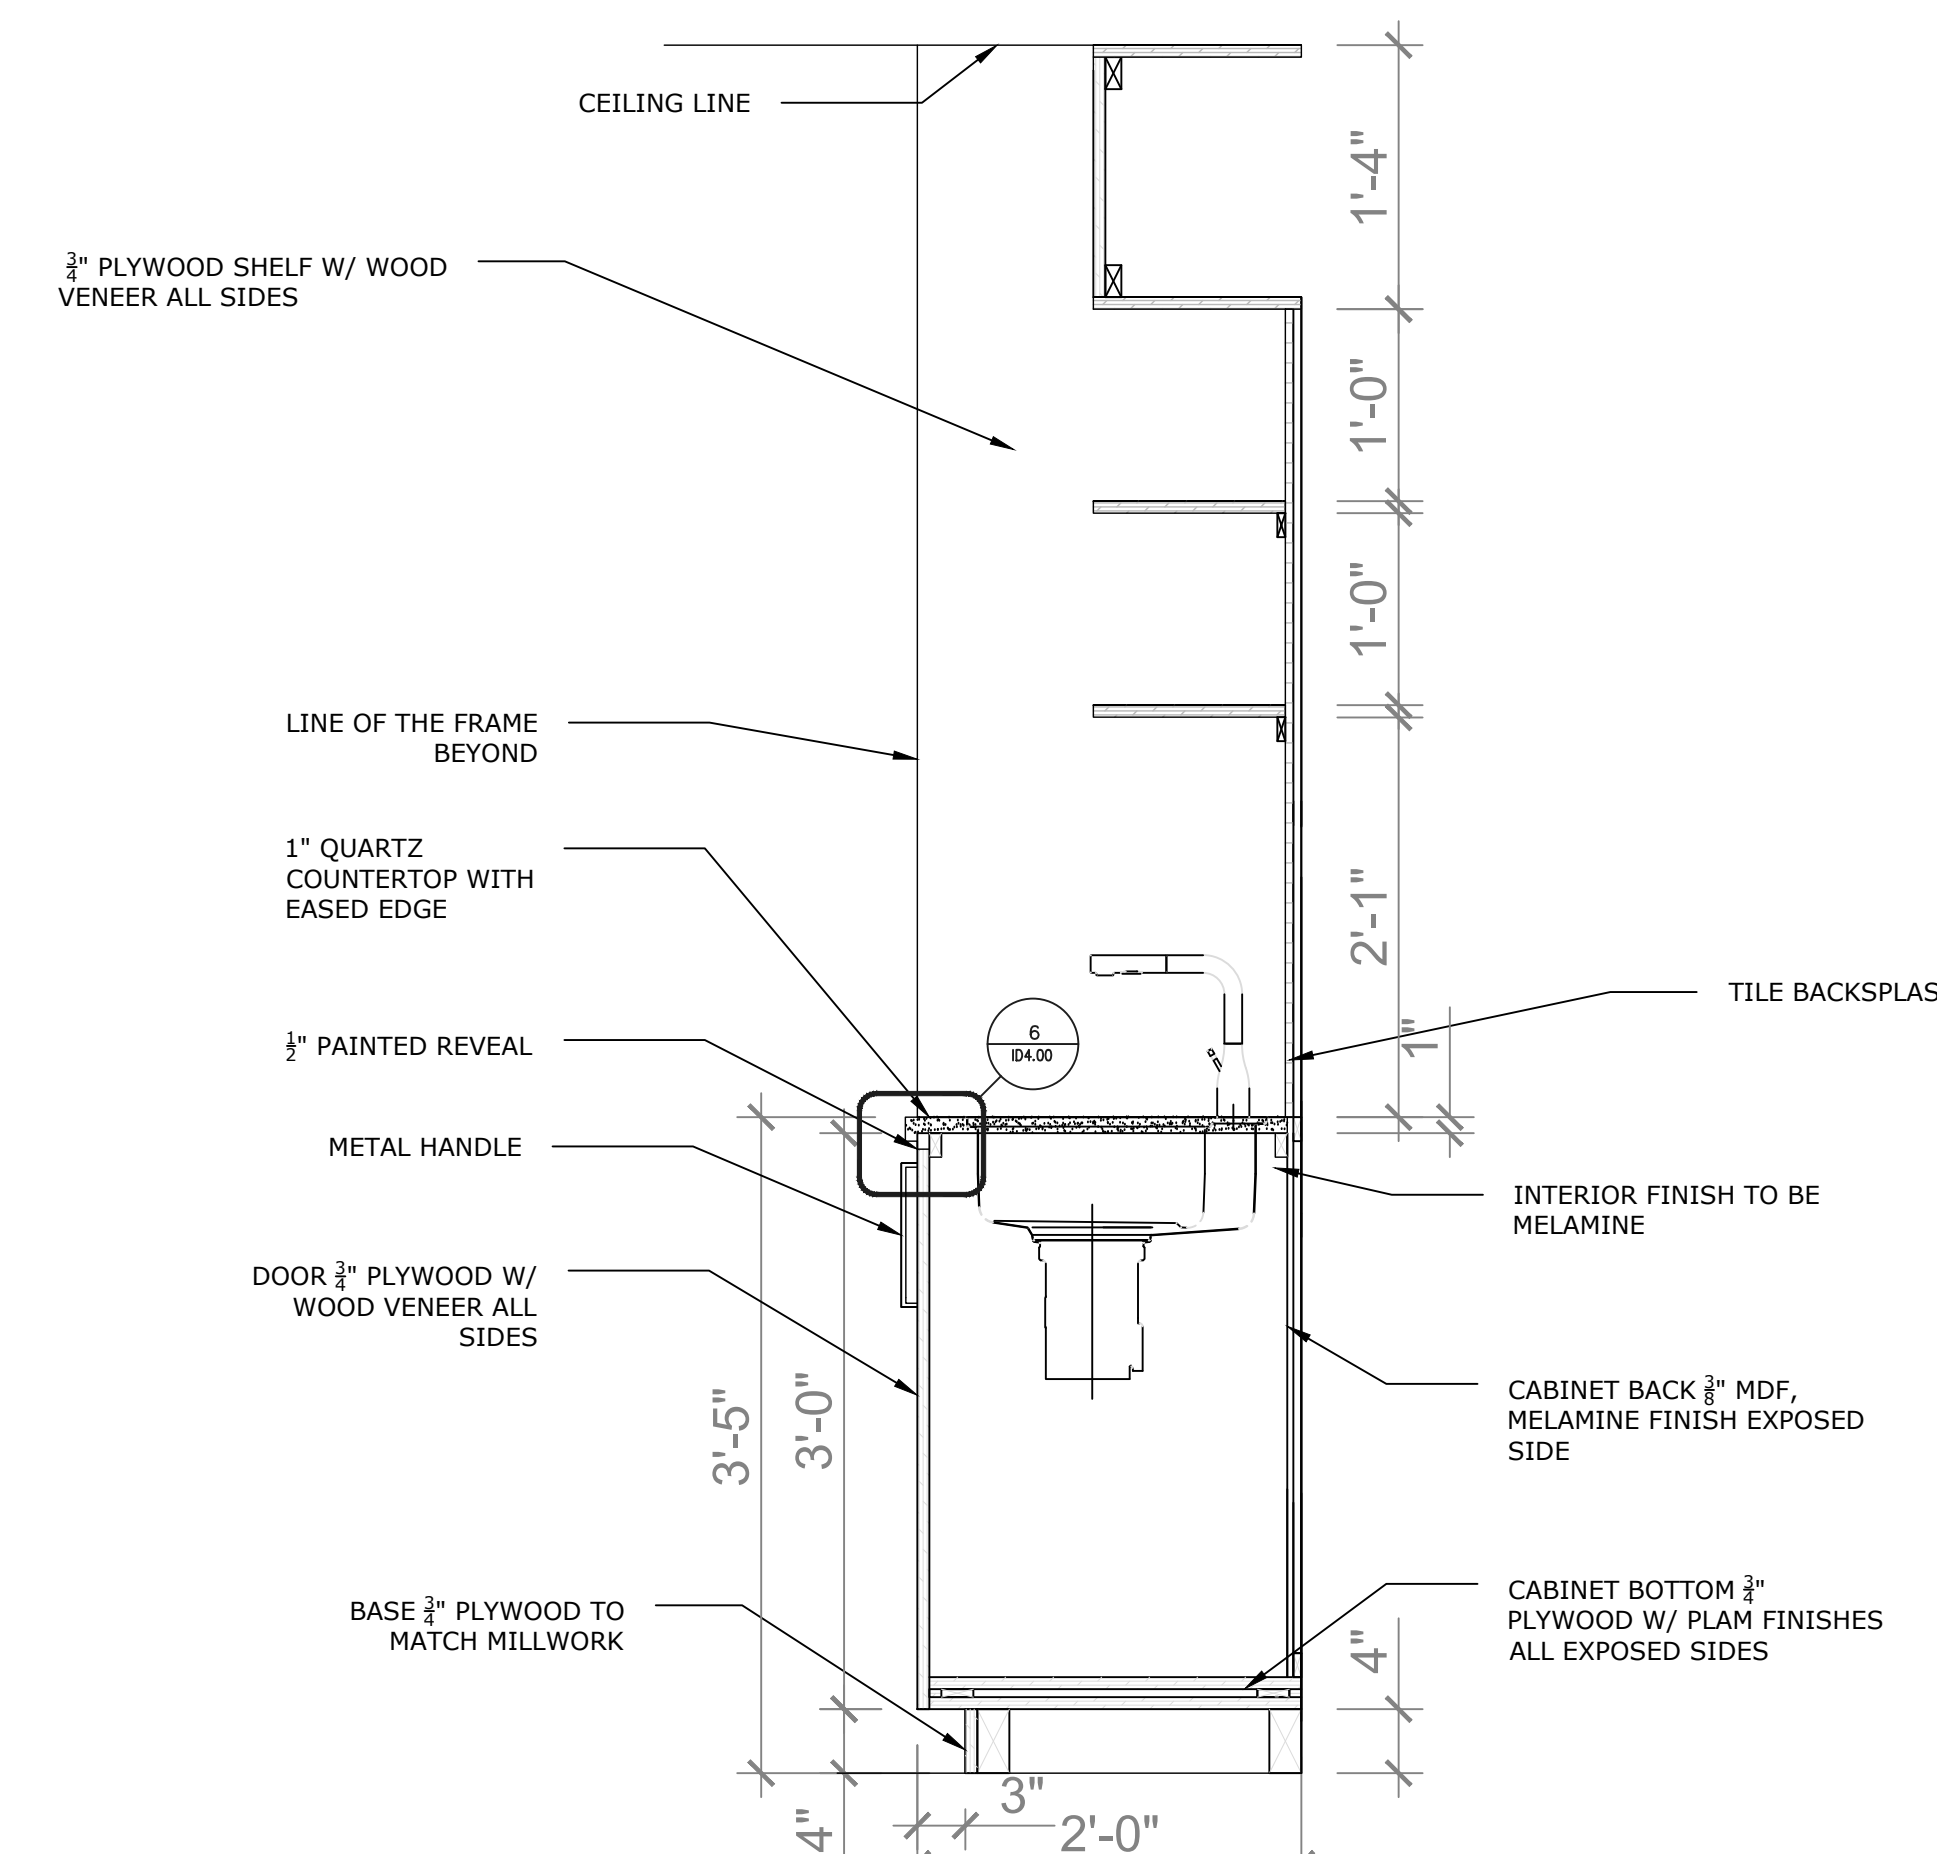 CEILING LINE
1'-4"
3/4" PLYWOOD SHELF W/ WOOD
VENEER ALL SIDES
1'-0"
1'-0"
LINE OF THE FRAME
BEYOND
1" QUARTZ
COUNTERTOP WITH
EASED EDGE
2'-1"
TILE BACKSPLAS
1"
6
ID4.00
1/2" PAINTED REVEAL
METAL HANDLE
INTERIOR FINISH TO BE
MELAMINE
DOOR 3/4" PLYWOOD W/
WOOD VENEER ALL
SIDES
3'-5"
3'-0"
CABINET BACK 3/8" MDF,
MELAMINE FINISH EXPOSED
SIDE
BASE 3/4" PLYWOOD TO
MATCH MILLWORK
CABINET BOTTOM 3/4"
PLYWOOD W/ PLAM FINISHES
ALL EXPOSED SIDES
4"
4"
3"
2'-0"